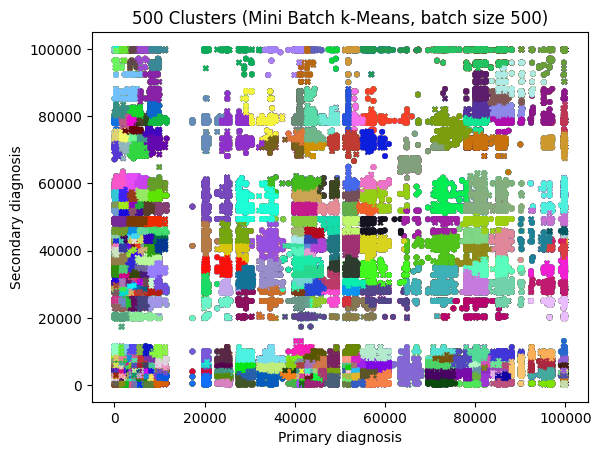 500 Clusters (Mini Batch k-Means, batch size 500)
100000
80000
60000
40000
20000
0
Secondary diagnosis
0 20000 40000 60000 80000 100000
Primary diagnosis